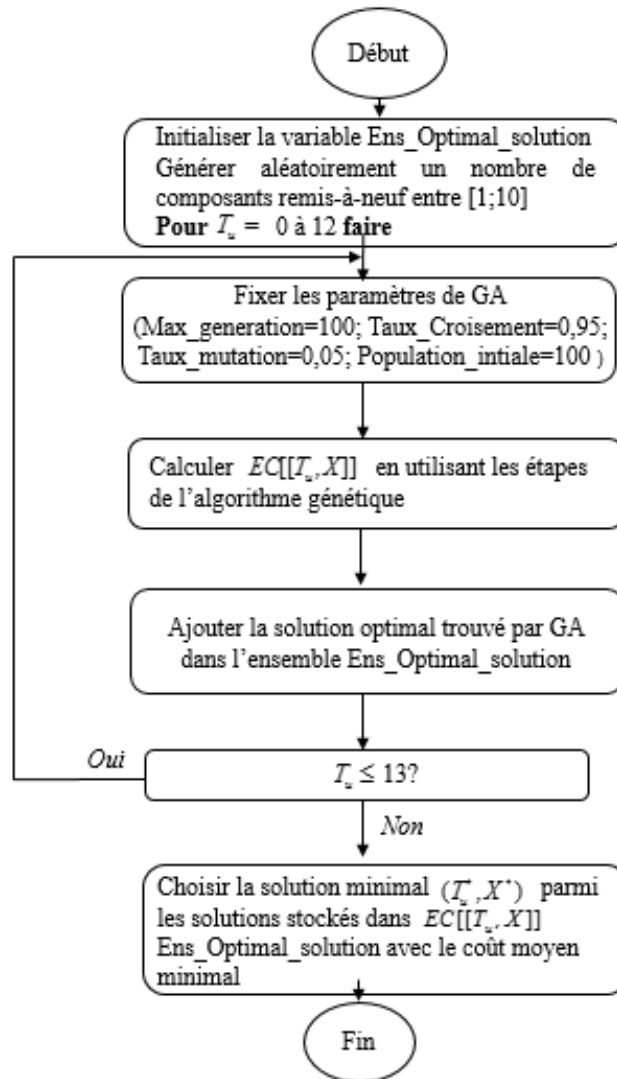 Début
Initialiser la variable Ens_Optimal_solution
Générer aléatoirement un nombre de
composants remis-à-neuf entre [1;10]
Pour T_u = 0 à 12 faire
Fixer les paramètres de GA
(Max_generation=100; Taux_Croisement=0,95;
Taux_mutation=0,05; Population_intiale=100 )
Calculer EC[[T_u, X]] en utilisant les étapes
de l’algorithme génétique
Ajouter la solution optimal trouvé par GA
dans l’ensemble Ens_Optimal_solution
Oui
T_u ≤ 13?
Non
Choisir la solution minimal (T_u^*, X^*) parmi
les solutions stockés dans EC[[T_u, X]]
Ens_Optimal_solution avec le coût moyen
minimal
Fin